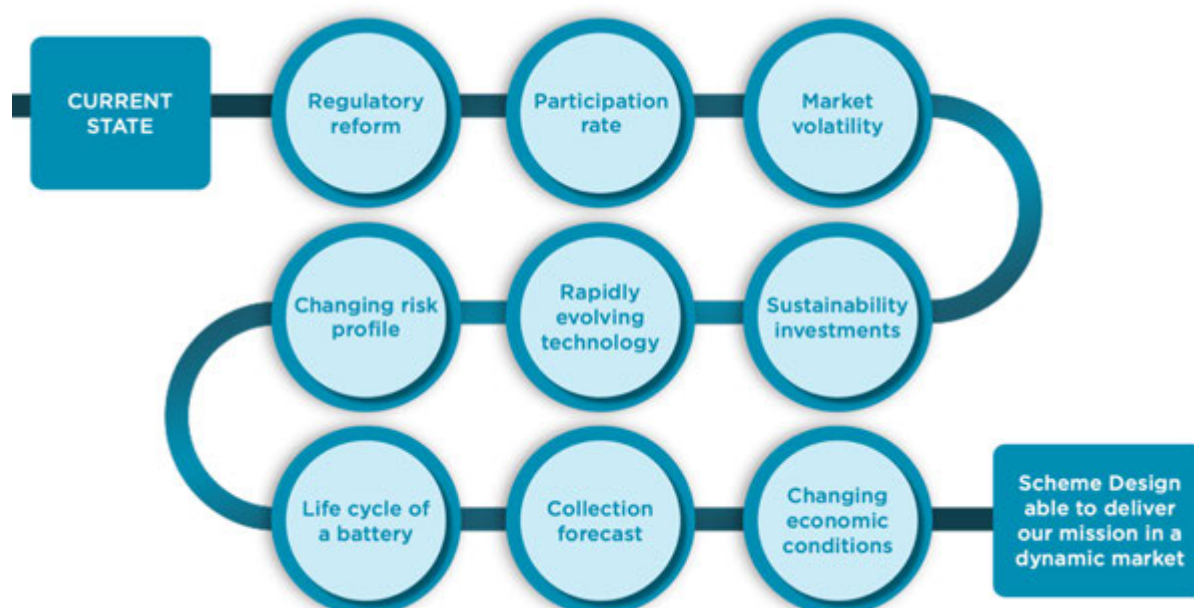 CURRENT
STATE
Regulatory
reform
Participation
rate
Market
volatility
Sustainability
investments
Rapidly
evolving
technology
Changing risk
profile
Life cycle of
a battery
Collection
forecast
Changing
economic
conditions
Scheme Design
able to deliver
our mission in a
dynamic market